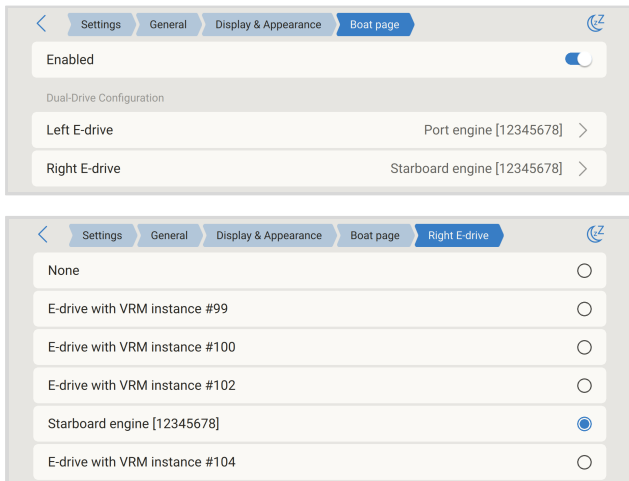 Settings General Display & Appearance Boat page
Enabled
Dual-Drive Configuration
Left E-drive Port engine [12345678]
Right E-drive Starboard engine [12345678]
Settings General Display & Appearance Boat page Right E-drive
None
E-drive with VRM instance #99
E-drive with VRM instance #100
E-drive with VRM instance #102
Starboard engine [12345678]
E-drive with VRM instance #104